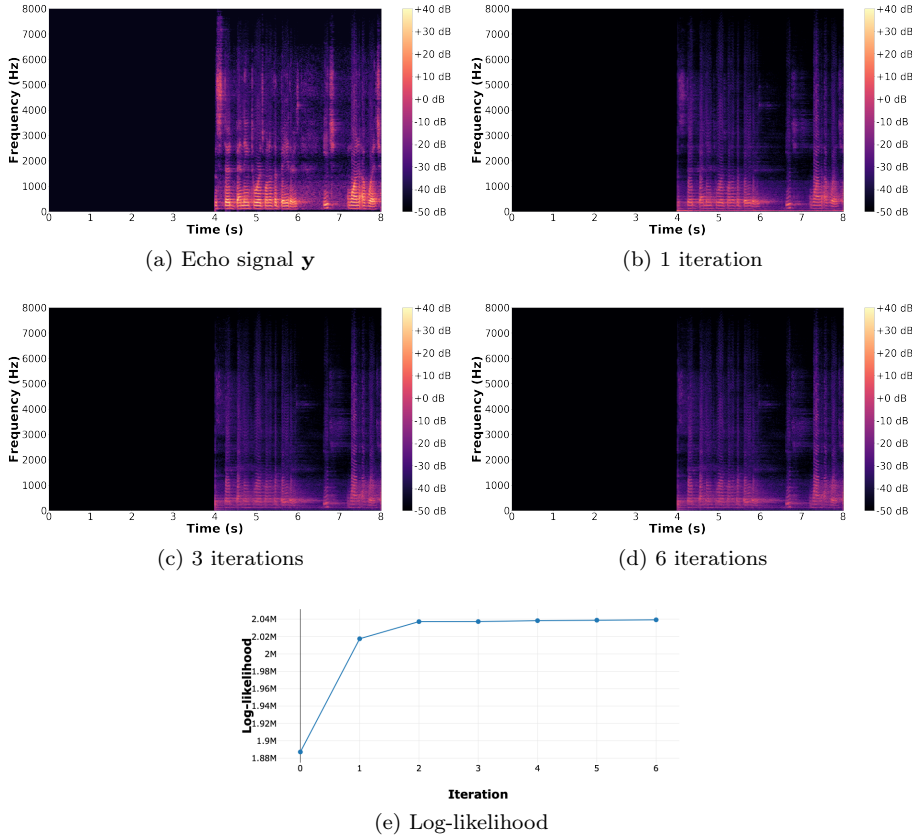 8000
7000
6000
5000
4000
3000
2000
1000
0
Frequency (Hz)
0 1 2 3 4 5 6 7 8
Time (s)
+40 dB
+30 dB
+20 dB
+10 dB
+0 dB
-10 dB
-20 dB
-30 dB
-40 dB
-50 dB
(a) Echo signal y
8000
7000
6000
5000
4000
3000
2000
1000
0
Frequency (Hz)
0 1 2 3 4 5 6 7 8
Time (s)
+40 dB
+30 dB
+20 dB
+10 dB
+0 dB
-10 dB
-20 dB
-30 dB
-40 dB
-50 dB
(b) 1 iteration
8000
7000
6000
5000
4000
3000
2000
1000
0
Frequency (Hz)
0 1 2 3 4 5 6 7 8
Time (s)
+40 dB
+30 dB
+20 dB
+10 dB
+0 dB
-10 dB
-20 dB
-30 dB
-40 dB
-50 dB
(c) 3 iterations
8000
7000
6000
5000
4000
3000
2000
1000
0
Frequency (Hz)
0 1 2 3 4 5 6 7 8
Time (s)
+40 dB
+30 dB
+20 dB
+10 dB
+0 dB
-10 dB
-20 dB
-30 dB
-40 dB
-50 dB
(d) 6 iterations
2.04M
2.02M
2M
1.98M
1.96M
1.94M
1.92M
1.9M
1.88M
Log-likelihood
0 1 2 3 4 5 6
Iteration
(e) Log-likelihood